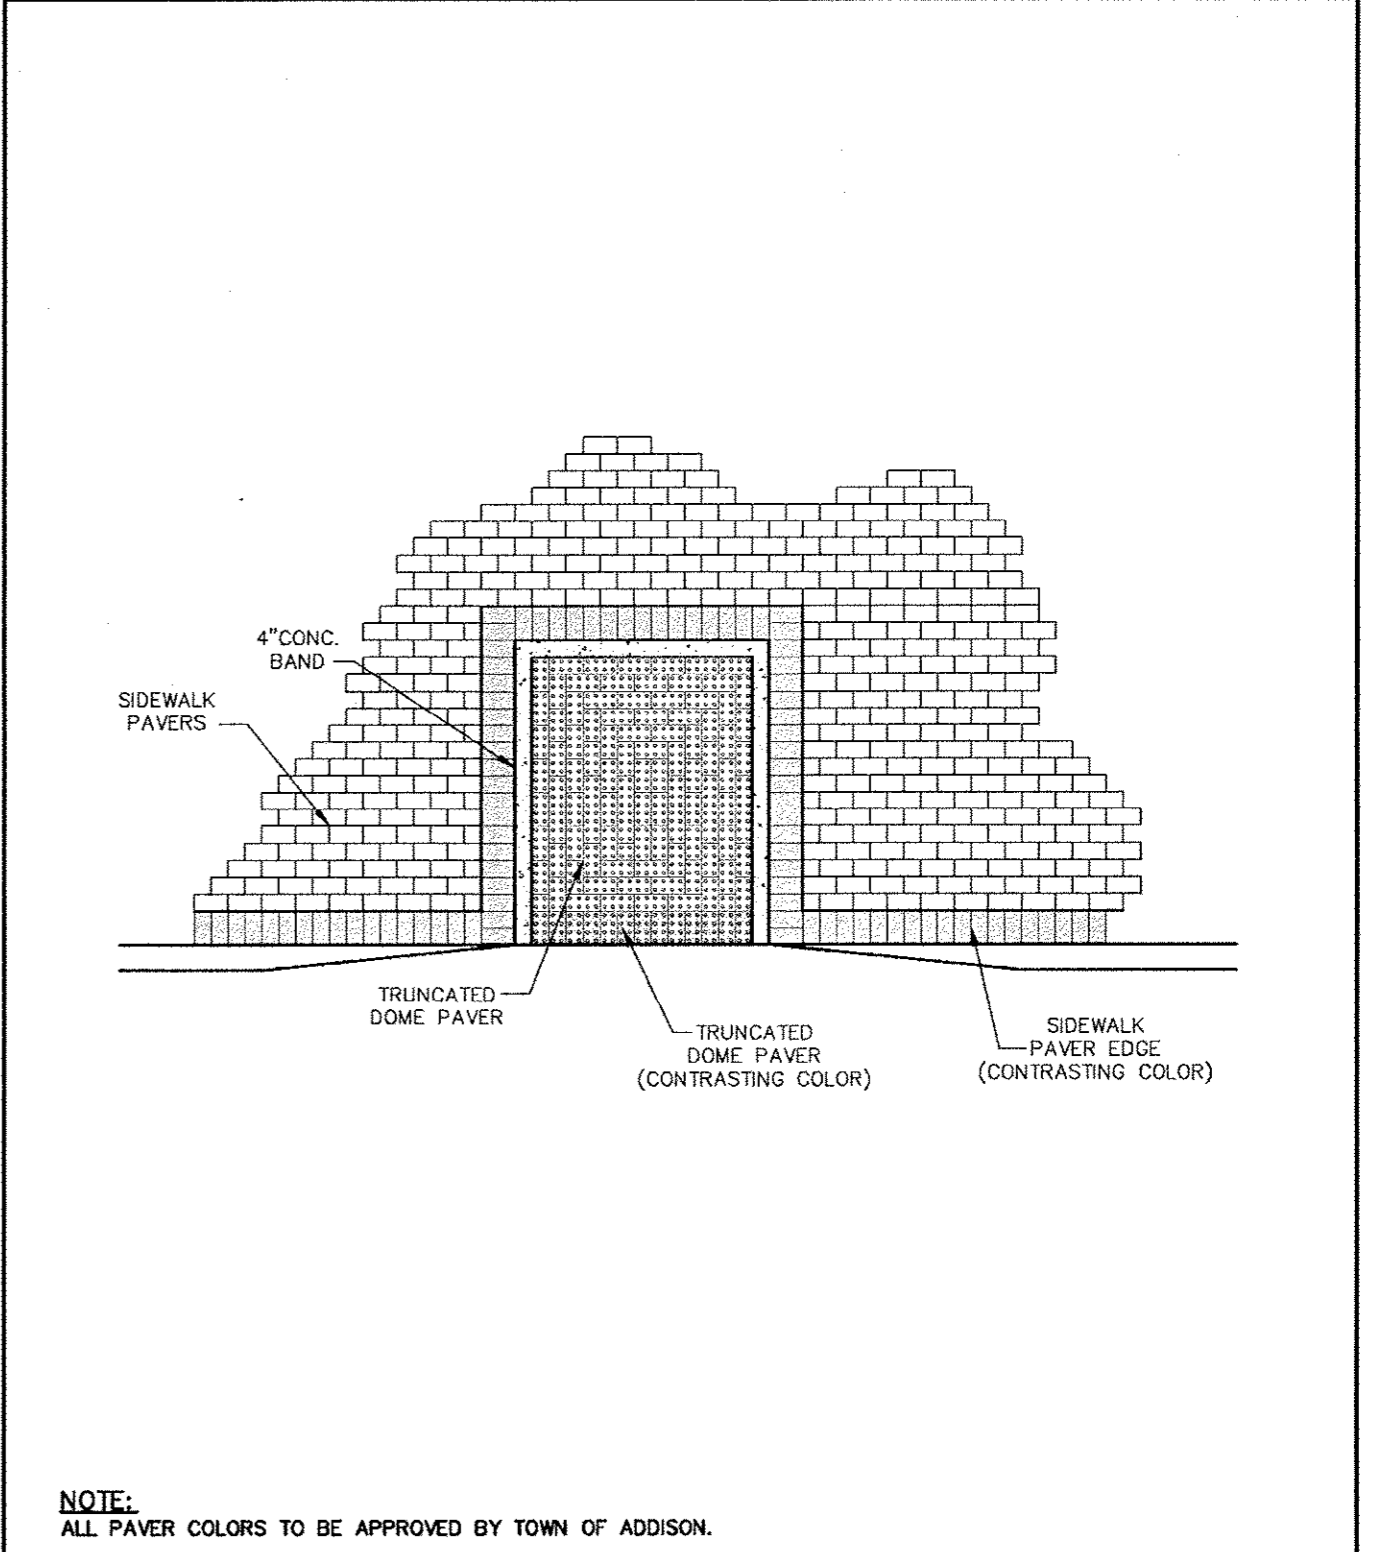 4"CONC.
BAND
SIDEWALK
PAVERS
TRUNCATED
DOME PAVER
TRUNCATED
DOME PAVER
(CONTRASTING COLOR)
SIDEWALK
PAVER EDGE
(CONTRASTING COLOR)
NOTE:
ALL PAVER COLORS TO BE APPROVED BY TOWN OF ADDISON.